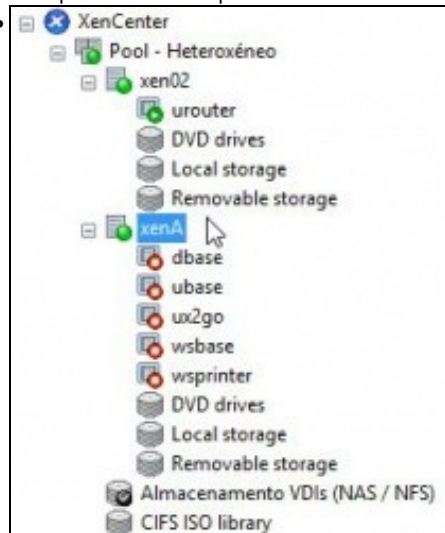 XenCenter
Pool - Heteroxéneo
xen02
urouter
DVD drives
Local storage
Removable storage
xenA
dbase
ubase
ux2go
wsbase
wsprinter
DVD drives
Local storage
Removable storage
Almacenamento VDIs (NAS / NFS)
CIFS ISO library